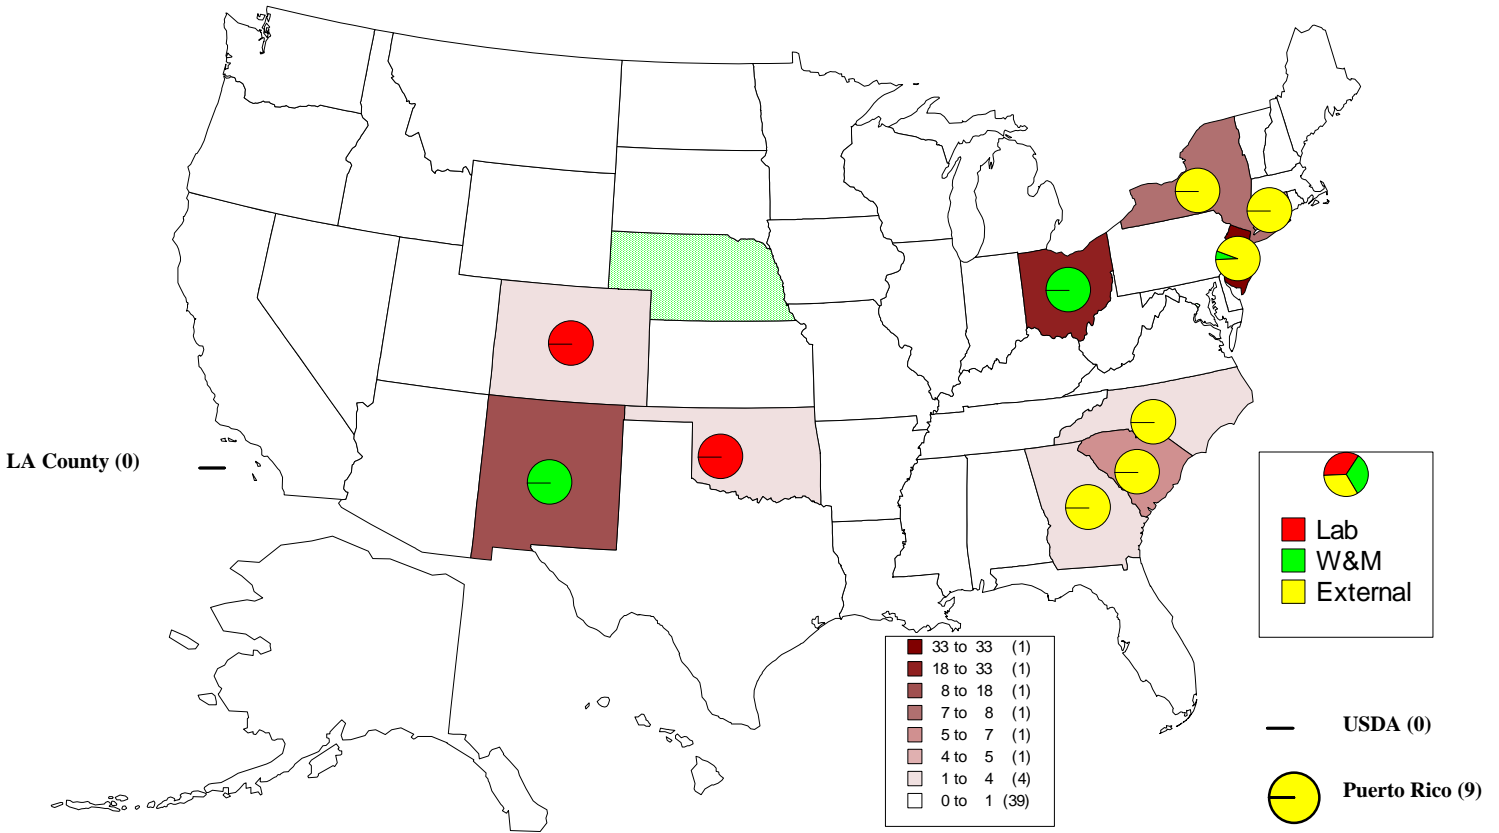 LA County (0)
Lab
W&M
External
33 to 33 (1)
18 to 33 (1)
8 to 18 (1)
7 to 8 (1)
5 to 7 (1)
4 to 5 (1)
1 to 4 (4)
0 to 1 (39)
USDA (0)
Puerto Rico (9)